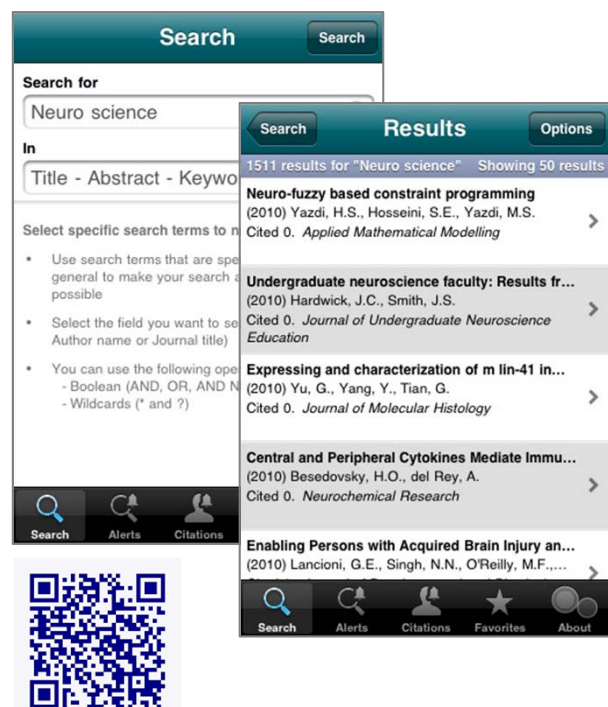 Search
Search
Search for
Neuro science
In
Title - Abstract - Keywo
Select specific search terms to n
• Use search terms that are spe
general to make your search a
possible
• Select the field you want to se
Author name or Journal title)
• You can use the following ope
- Boolean (AND, OR, AND N
- Wildcards (* and ?)
Search
Alerts
Citations
Search
Results
Options
1511 results for "Neuro science" Showing 50 results
Neuro-fuzzy based constraint programming
(2010) Yazdi, H.S., Hosseini, S.E., Yazdi, M.S.
Cited 0. Applied Mathematical Modelling
Undergraduate neuroscience faculty: Results fr...
(2010) Hardwick, J.C., Smith, J.S.
Cited 0. Journal of Undergraduate Neuroscience
Education
Expressing and characterization of m lin-41 in...
(2010) Yu, G., Yang, Y., Tian, G.
Cited 0. Journal of Molecular Histology
Central and Peripheral Cytokines Mediate Immu...
(2010) Besedovsky, H.O., del Rey, A.
Cited 0. Neurochemical Research
Enabling Persons with Acquired Brain Injury an...
(2010) Lancioni, G.E., Singh, N.N., O'Reilly, M.F.,...
Search
Alerts
Citations
Favorites
About